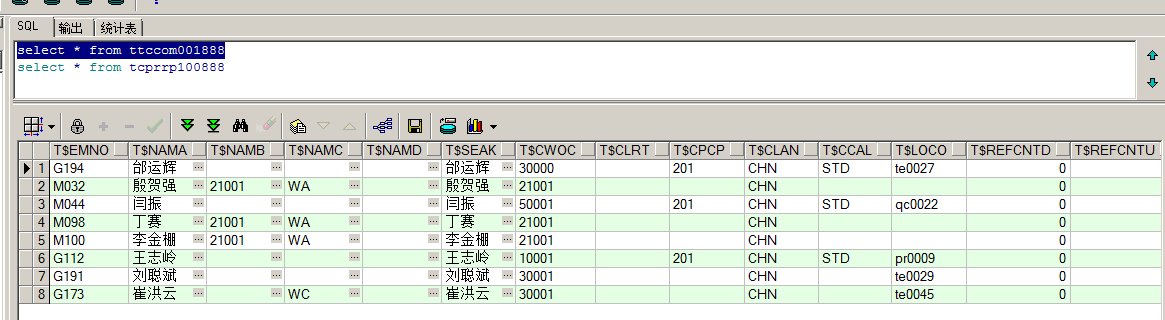 SQL 输出 统计表
select * from ttccom001888
select * from tcprrp100888
T$EMNO T$NAMA T$NAMB T$NAMC T$NAMD T$SEAK T$CWOC T$CLRT T$CPCP T$CLAN T$CCAL T$LOCO T$REFCNTD T$REFCNTU
1 G194 邰运辉 ... ... ... ... 邰运辉 ... 30000 201 CHN STD te0027 0
2 M032 殷贺强 ... 21001 ... WA ... ... 殷贺强 ... 21001 CHN 0
3 M044 闫振 ... ... ... ... 闫振 ... 50001 201 CHN STD qc0022 0
4 M098 丁赛 ... 21001 ... WA ... ... 丁赛 ... 21001 CHN 0
5 M100 李金棚 ... 21001 ... WA ... ... 李金棚 ... 21001 CHN 0
6 G112 王志岭 ... ... ... ... 王志岭 ... 10001 201 CHN STD pr0009 0
7 G191 刘聪斌 ... ... ... ... 刘聪斌 ... 30001 CHN te0029 0
8 G173 崔洪云 ... ... WC ... ... 崔洪云 ... 30001 CHN te0045 0